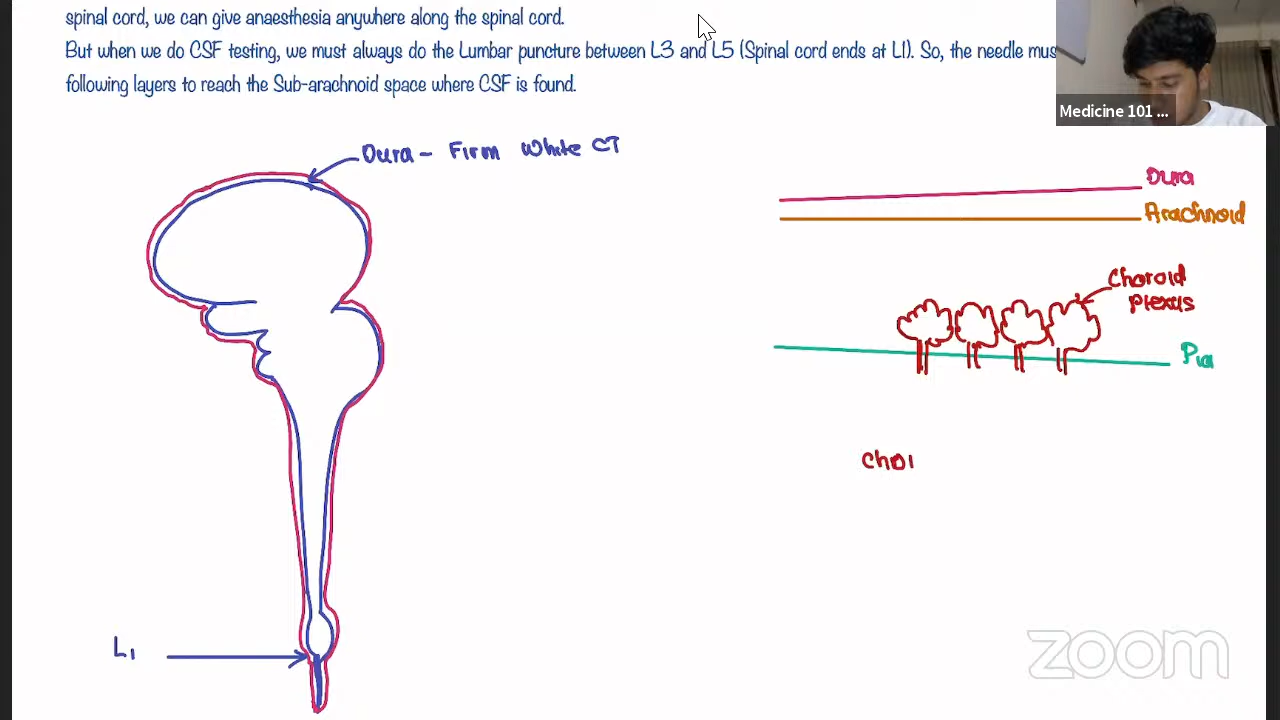 spinal cord, we can give anaesthesia anywhere along the spinal cord.
But when we do CSF testing, we must always do the Lumbar puncture between L3 and L5 (Spinal cord ends at L1). So, the needle mus
following layers to reach the Sub-arachnoid space where CSF is found.
Medicine 101 ...
Dura - Firm White CT
Dura
Arachnoid
Choroid
Plexus
Pia
Choi
L1
zoom